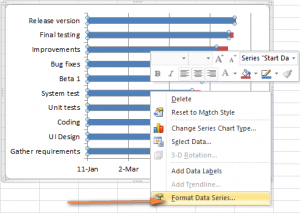 Release version
Final testing
Improvements
Bug fixes
Beta 1
System test
Unit tests
Coding
UI Design
Gather requirements
11-Jan
2-Mar
Series "Start Da
A
A
B
I
A
Delete
Reset to Match Style
Change Series Chart Type...
Select Data...
3-D Rotation...
Add Data Labels
Add Trendline...
Format Data Series...